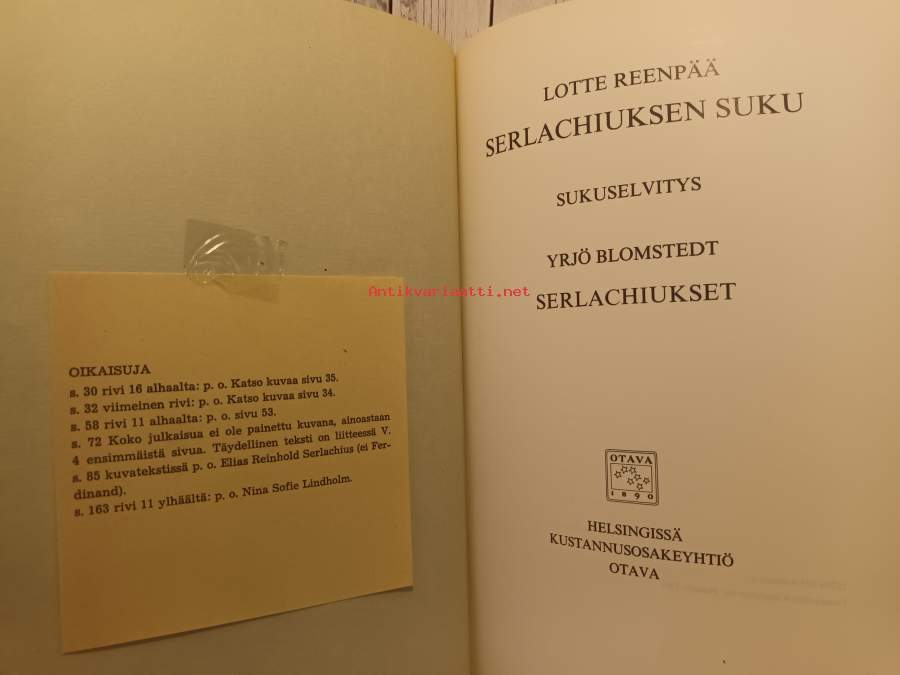 OIKAISUJA
s. 30 rivi 16 alhaalta: p. o. Katso kuvaa sivu 35.
s. 32 viimeinen rivi: p. o. Katso kuvaa sivu 34.
s. 58 rivi 11 alhaalta: p. o. sivu 53.
s. 72 Koko julkaisua ei ole painettu kuvana, ainoastaan
4 ensimmäistä sivua. Täydellinen teksti on liitteessä V.
s. 85 kuvatekstissä p. o. Elias Reinhold Serlachius (ei Fer-
dinand).
s. 163 rivi 11 ylhäältä: p. o. Nina Sofie Lindholm.
Antikvariaatti.net
LOTTE REENPÄÄ
SERLACHIUKSEN SUKU
SUKUSELVITYS
YRJÖ BLOMSTEDT
SERLACHIUKSET
OTAVA
1890
HELSINGISSÄ
KUSTANNUSOSAKEYHTIÖ
OTAVA